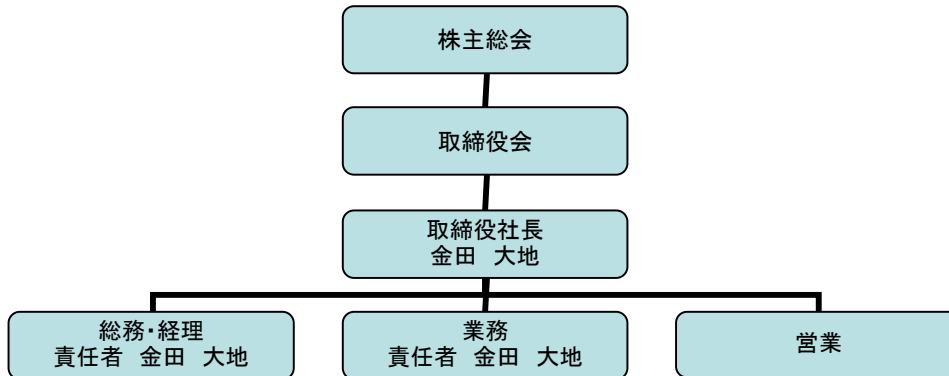 株主総会
取締役会
取締役社長
金田　大地
総務・経理
責任者　金田　大地
業務
責任者　金田　大地
営業